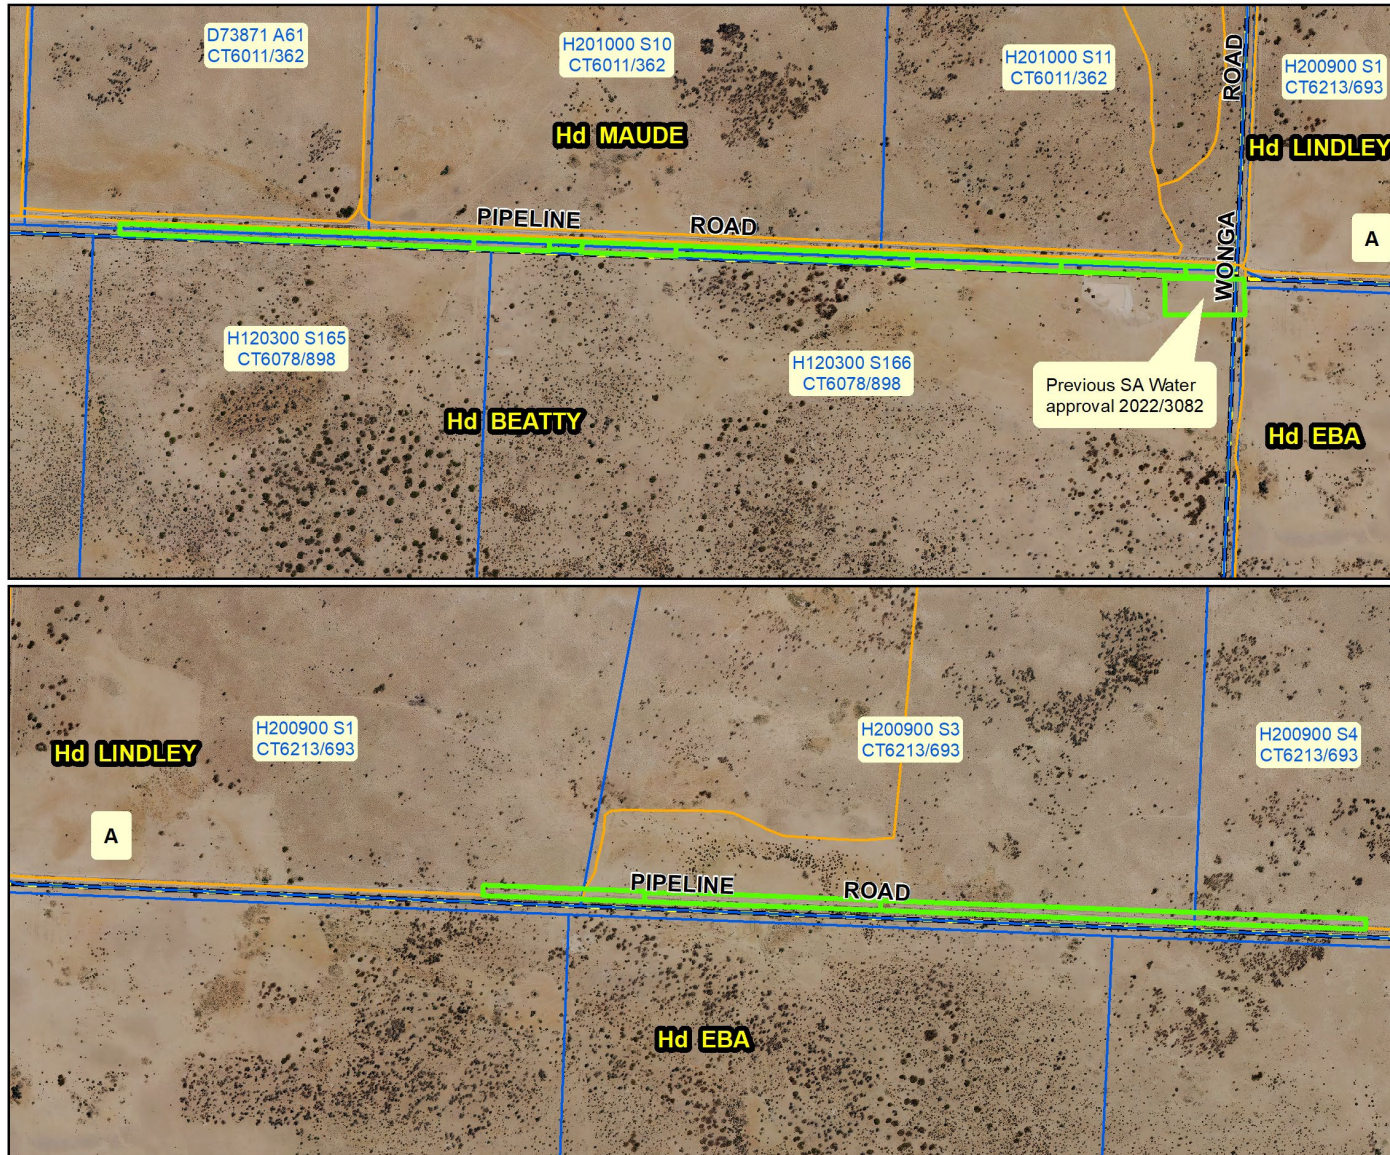 D73871 A61
CT6011/362
H201000 S10
CT6011/362
H201000 S11
CT6011/362
ROAD
H200900 S1
CT6213/693
Hd MAUDE
Hd LINDLEY
PIPELINE ROAD
WONGA
A
H120300 S165
CT6078/898
H120300 S166
CT6078/898
Previous SA Water
approval 2022/3082
Hd BEATTY
Hd EBA
H200900 S1
CT6213/693
H200900 S3
CT6213/693
H200900 S4
CT6213/693
Hd LINDLEY
A
PIPELINE ROAD
Hd EBA